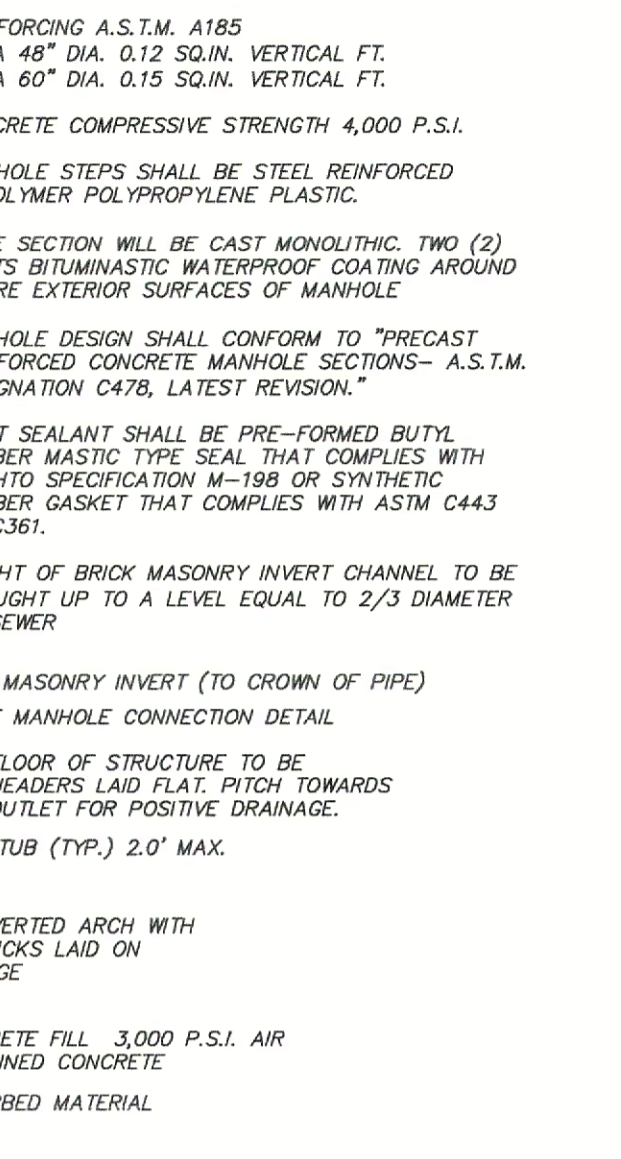 FORCING A.S.T.M. A185
A 48" DIA. 0.12 SQ.IN. VERTICAL FT.
A 60" DIA. 0.15 SQ.IN. VERTICAL FT.
CRETE COMPRESSIVE STRENGTH 4,000 P.S.I.
HOLE STEPS SHALL BE STEEL REINFORCED
OLYMER POLYPROPYLENE PLASTIC.
E SECTION WILL BE CAST MONOLITHIC. TWO (2)
TS BITUMINASTIC WATERPROOF COATING AROUND
RE EXTERIOR SURFACES OF MANHOLE
HOLE DESIGN SHALL CONFORM TO "PRECAST
FORCED CONCRETE MANHOLE SECTIONS– A.S.T.M.
GNATION C478, LATEST REVISION."
T SEALANT SHALL BE PRE–FORMED BUTYL
BER MASTIC TYPE SEAL THAT COMPLIES WITH
HTO SPECIFICATION M–198 OR SYNTHETIC
BER GASKET THAT COMPLIES WITH ASTM C443
C361.
HT OF BRICK MASONRY INVERT CHANNEL TO BE
UGHT UP TO A LEVEL EQUAL TO 2/3 DIAMETER
SEWER
MASONRY INVERT (TO CROWN OF PIPE)
T MANHOLE CONNECTION DETAIL
FLOOR OF STRUCTURE TO BE
HEADERS LAID FLAT. PITCH TOWARDS
OUTLET FOR POSITIVE DRAINAGE.
TUB (TYP.) 2.0' MAX.
VERTED ARCH WITH
ICKS LAID ON
GE
ETE FILL 3,000 P.S.I. AIR
INED CONCRETE
RBED MATERIAL